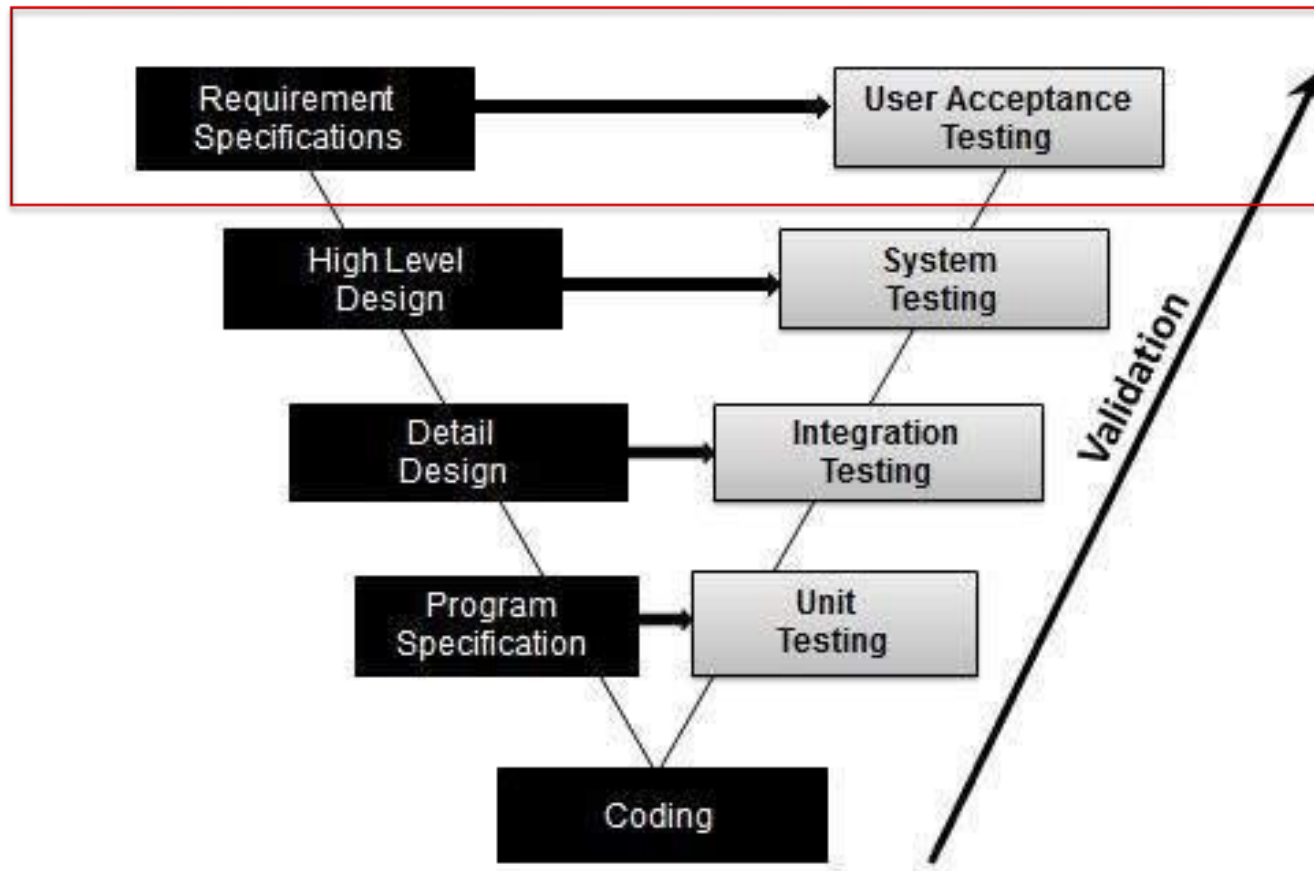 Requirement
Specifications
User Acceptance
Testing
High Level
Design
System
Testing
Detail
Design
Integration
Testing
Program
Specification
Unit
Testing
Coding
Validation